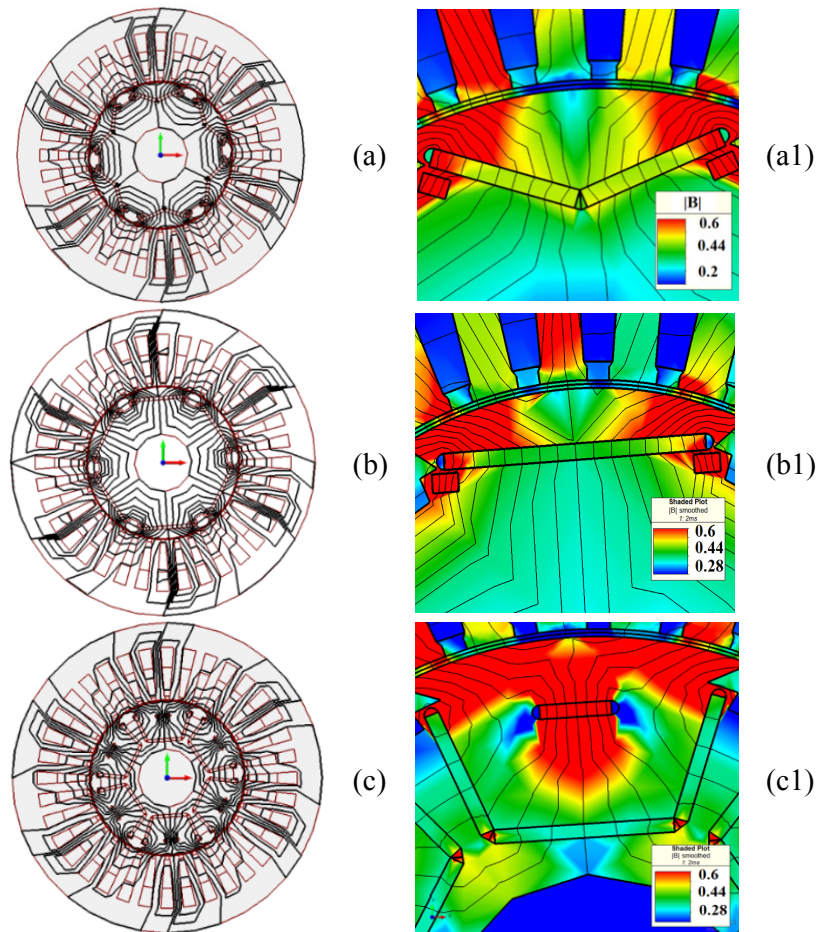 (a)
(a1)
|B|
0.6
0.44
0.2
(b)
(b1)
Shaded Plot
|B| smoothed
f: 2ms
0.6
0.44
0.28
(c)
(c1)
Shaded Plot
|B| smoothed
f: 2ms
0.6
0.44
0.28